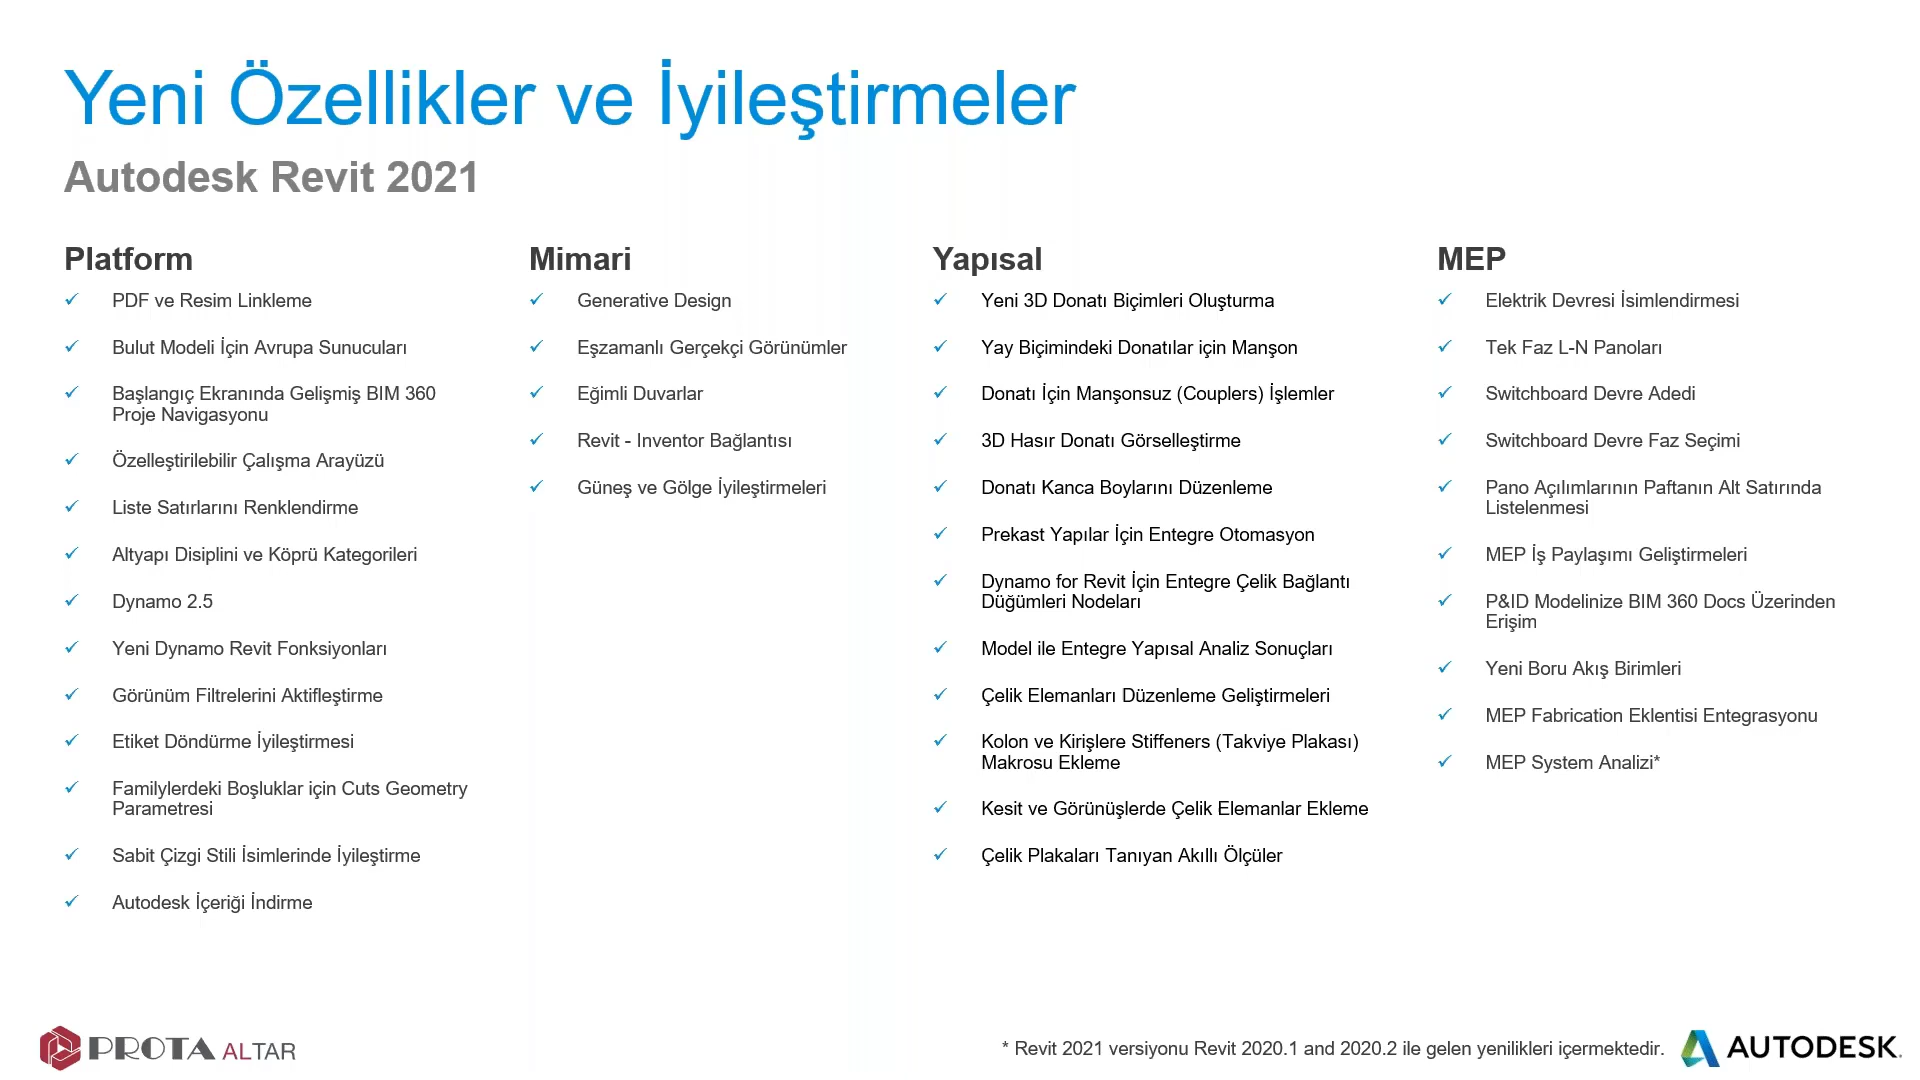 Yeni Özellikler ve İyileştirmeler
Autodesk Revit 2021
Platform
PDF ve Resim Linkleme
Bulut Modeli İçin Avrupa Sunucuları
Başlangıç Ekranında Gelişmiş BIM 360
Proje Navigasyonu
Özelleştirilebilir Çalışma Arayüzü
Liste Satırlarını Renklendirme
Altyapı Disiplini ve Köprü Kategorileri
Dynamo 2.5
Yeni Dynamo Revit Fonksiyonları
Görünüm Filtrelerini Aktifleştirme
Etiket Döndürme İyileştirmesi
Familylerdeki Boşluklar için Cuts Geometry
Parametresi
Sabit Çizgi Stili İsimlerinde İyileştirme
Autodesk İçeriği İndirme
Mimari
Generative Design
Eşzamanlı Gerçekçi Görünümler
Eğimli Duvarlar
Revit - Inventor Bağlantısı
Güneş ve Gölge İyileştirmeleri
Yapısal
Yeni 3D Donatı Biçimleri Oluşturma
Yay Biçimindeki Donatılar için Manşon
Donatı İçin Manşonsuz (Couplers) İşlemler
3D Hasır Donatı Görselleştirme
Donatı Kanca Boylarını Düzenleme
Prekast Yapılar İçin Entegre Otomasyon
Dynamo for Revit İçin Entegre Çelik Bağlantı
Düğümleri Nodeları
Model ile Entegre Yapısal Analiz Sonuçları
Çelik Elemanları Düzenleme Geliştirmeleri
Kolon ve Kirişlere Stiffeners (Takviye Plakası)
Makrosu Ekleme
Kesit ve Görünüşlerde Çelik Elemanlar Ekleme
Çelik Plakaları Tanıyan Akıllı Ölçüler
MEP
Elektrik Devresi İsimlendirmesi
Tek Faz L-N Panoları
Switchboard Devre Adedi
Switchboard Devre Faz Seçimi
Pano Açılımlarının Paftanın Alt Satırında
Listelenmesi
MEP İş Paylaşımı Geliştirmeleri
P&ID Modelinize BIM 360 Docs Üzerinden
Erişim
Yeni Boru Akış Birimleri
MEP Fabrication Eklentisi Entegrasyonu
MEP System Analizi*
PROTA ALTAR
* Revit 2021 versiyonu Revit 2020.1 and 2020.2 ile gelen yenilikleri içermektedir.
AUTODESK.